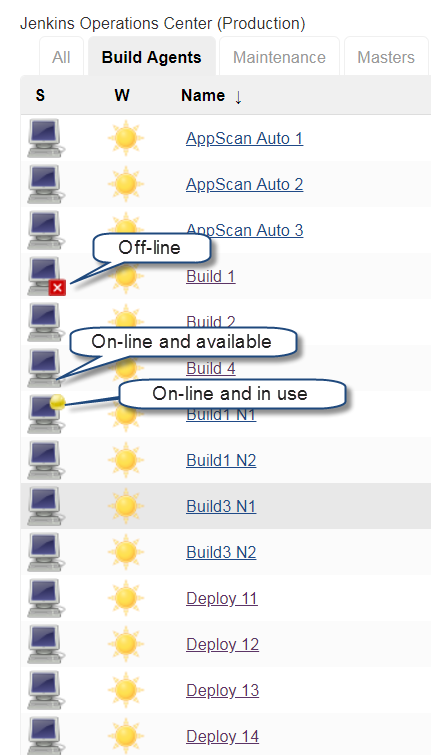 Jenkins Operations Center (Production)
All Build Agents Maintenance Masters
S W Name ↓
AppScan Auto 1
AppScan Auto 2
AppScan Auto 3
Off-line
Build 1
Build 2
On-line and available
Build 4
On-line and in use
Build1 N1
Build1 N2
Build3 N1
Build3 N2
Deploy 11
Deploy 12
Deploy 13
Deploy 14